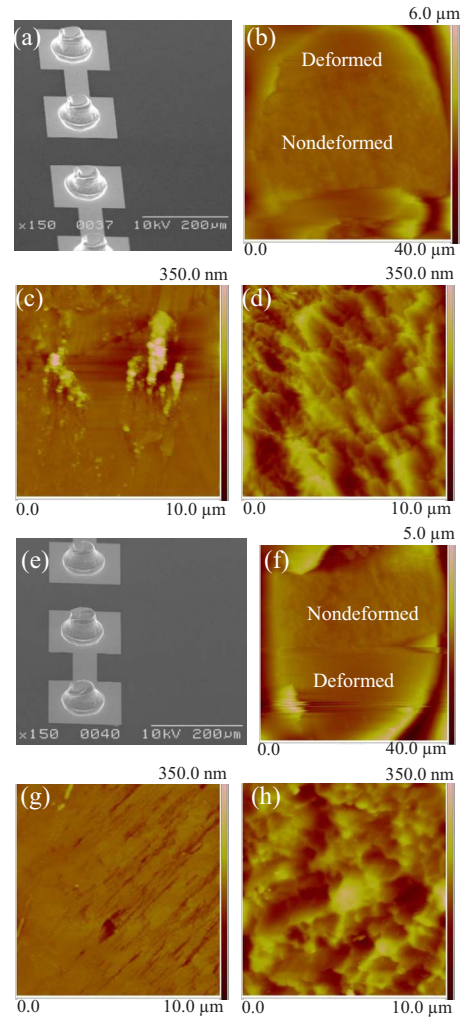 (a)
x150 0037 10kV 200µm
6.0 µm
(b)
Deformed
Nondeformed
0.0 40.0 µm
350.0 nm
(c)
0.0 10.0 µm
350.0 nm
(d)
0.0 10.0 µm
(e)
x150 0040 10kV 200µm
5.0 µm
(f)
Nondeformed
Deformed
0.0 40.0 µm
350.0 nm
(g)
0.0 10.0 µm
350.0 nm
(h)
0.0 10.0 µm